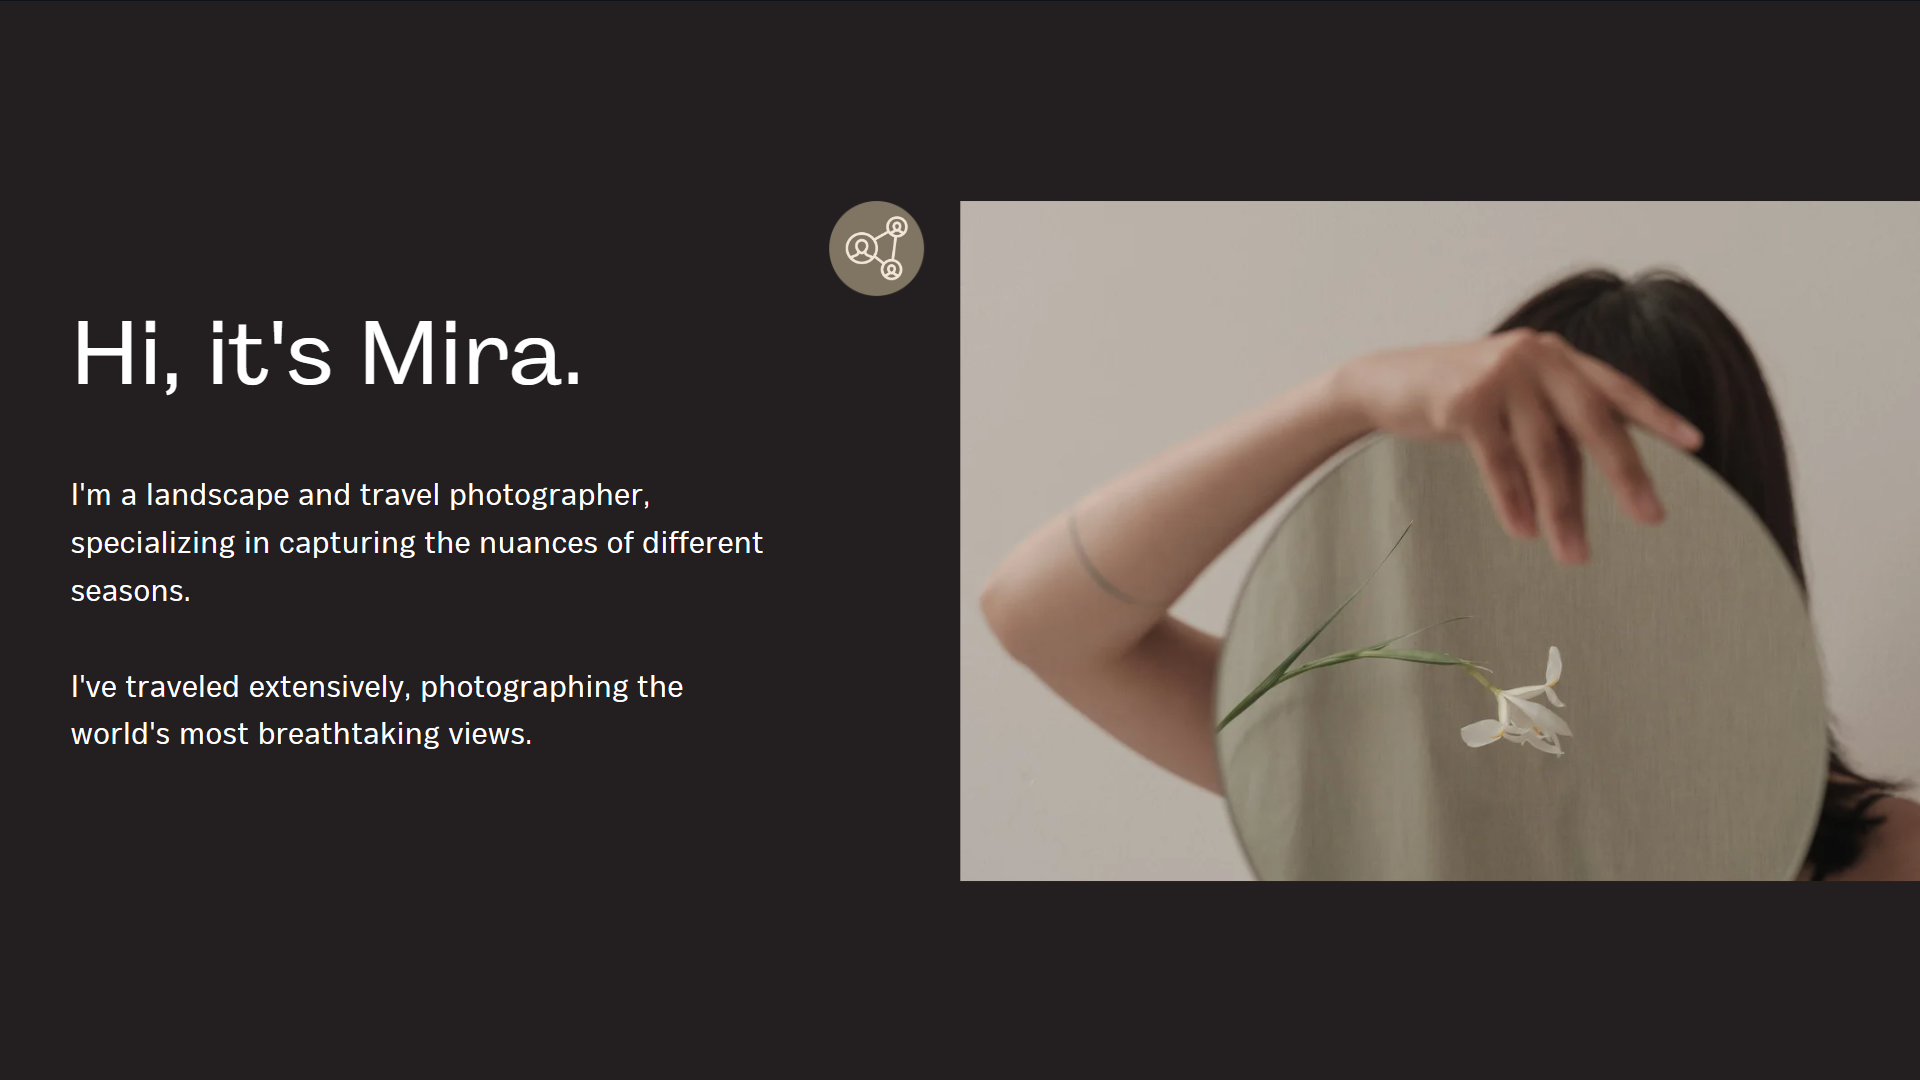 Hi, it's Mira.
I'm a landscape and travel photographer,
specializing in capturing the nuances of different
seasons.
I've traveled extensively, photographing the
world's most breathtaking views.